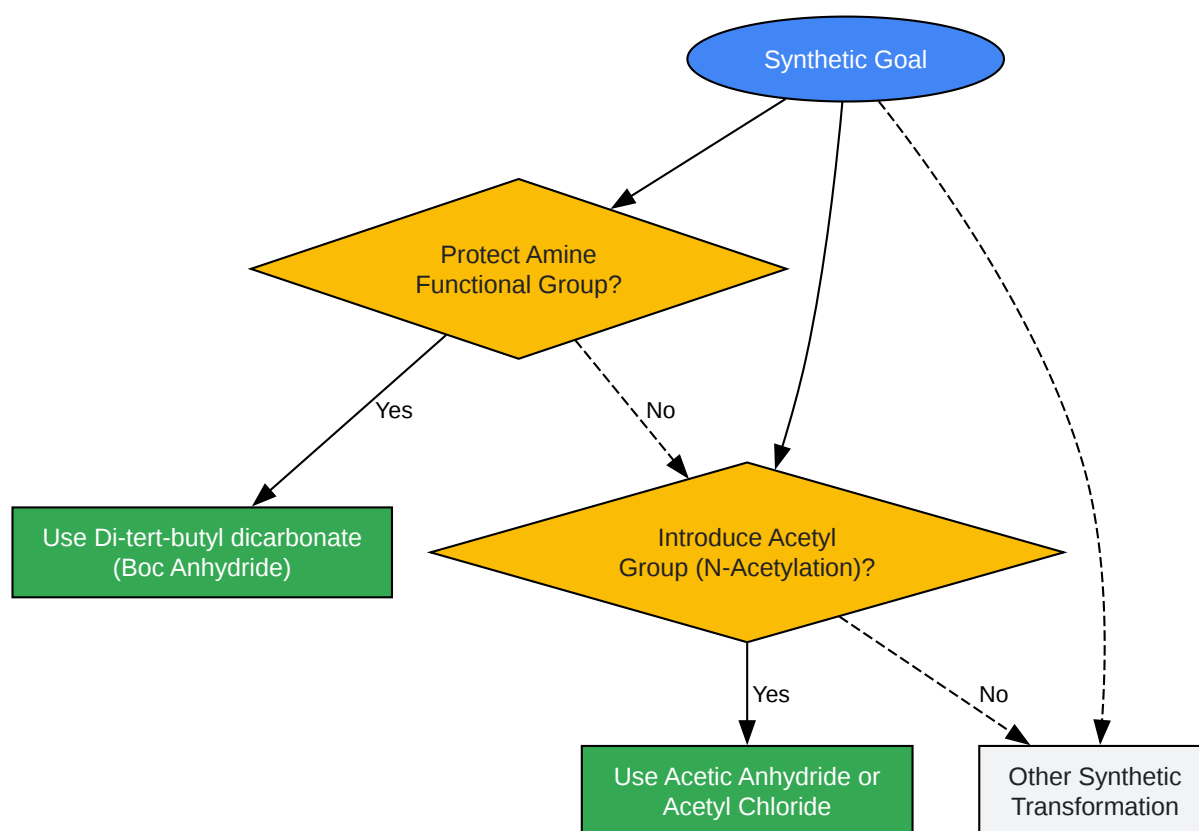 Synthetic Goal
Protect Amine
Functional Group?
Yes
No
Use Di-tert-butyl dicarbonate
(Boc Anhydride)
Introduce Acetyl
Group (N-Acetylation)?
Yes
No
Use Acetic Anhydride or
Acetyl Chloride
Other Synthetic
Transformation